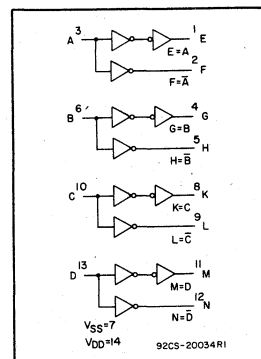 A 3 1 E
E=A
2 F
F=A̅
B 6' 4 G
G=B
5 H
H=B̅
C 10 8 K
K=C
9 L
L=C̅
D 13 11 M
M=D
12 N
N=D̅
VSS=7
VDD=14
92CS-20034R1